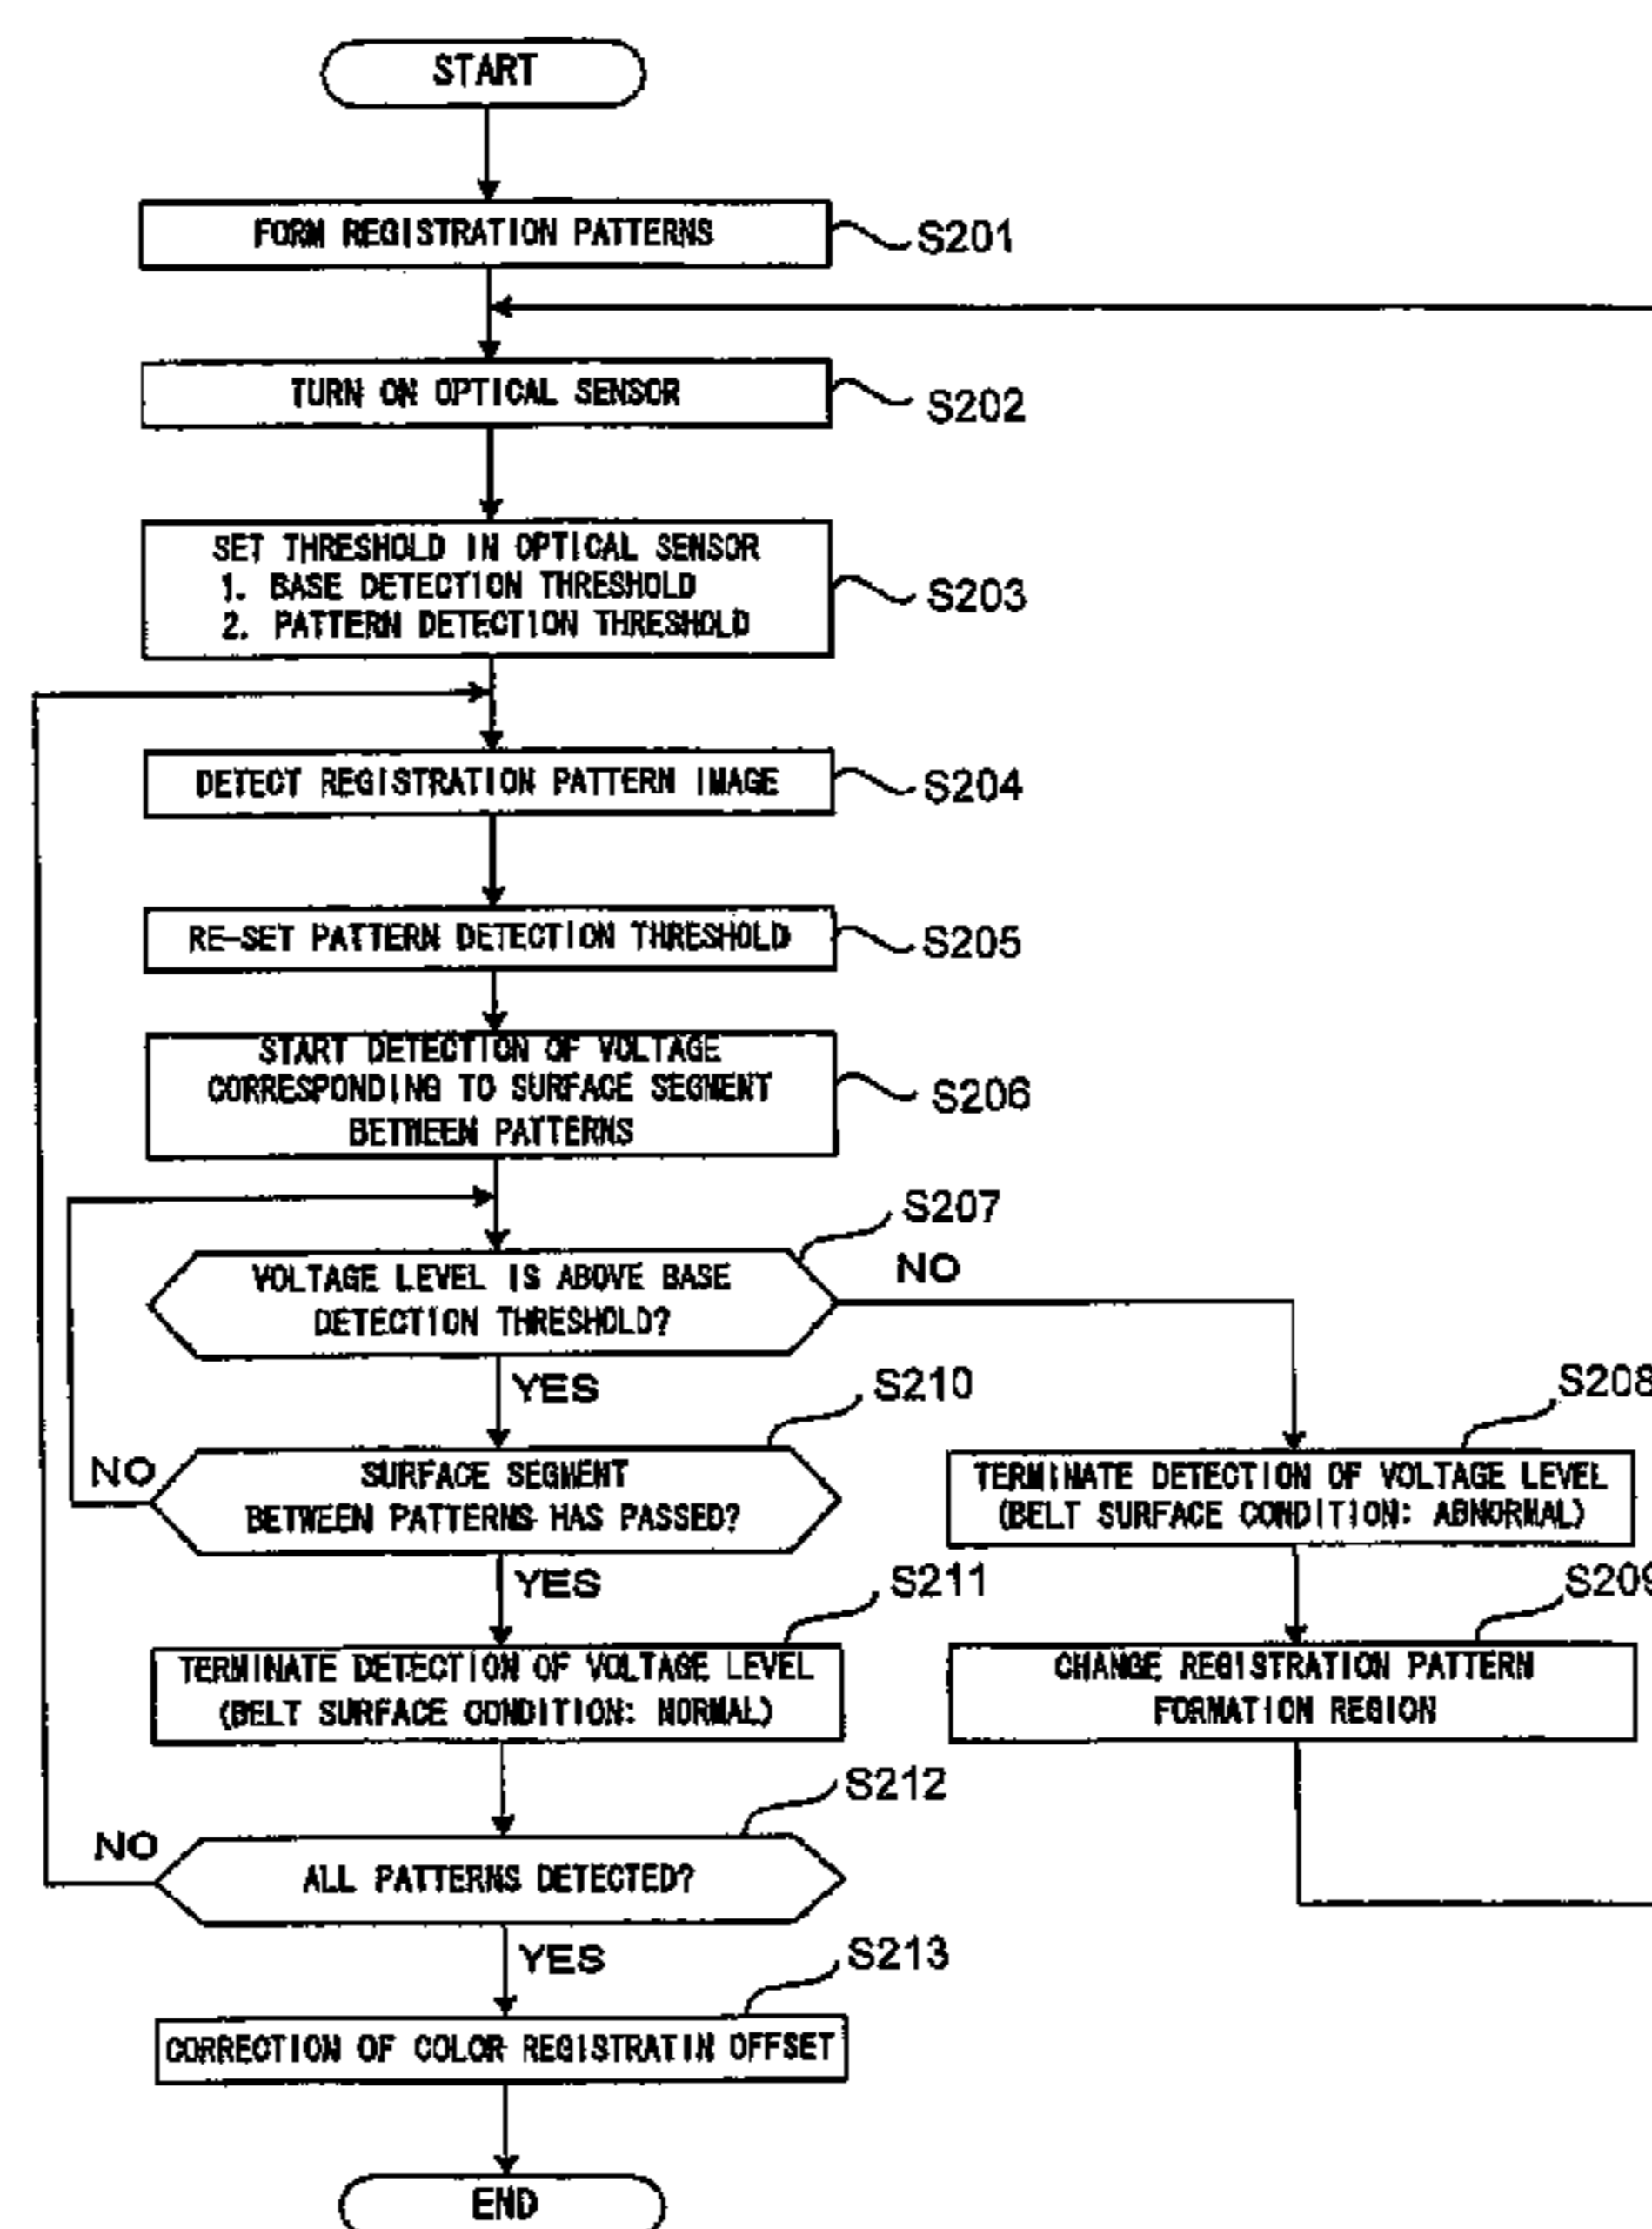 START
FORM REGISTRATION PATTERNS
S201
TURN ON OPTICAL SENSOR
S202
SET THRESHOLD IN OPTICAL SENSOR
1. BASE DETECTION THRESHOLD
2. PATTERN DETECTION THRESHOLD
S203
DETECT REGISTRATION PATTERN IMAGE
S204
RE-SET PATTERN DETECTION THRESHOLD
S205
START DETECTION OF VOLTAGE
CORRESPONDING TO SURFACE SEGMENT
BETWEEN PATTERNS
S206
S207
VOLTAGE LEVEL IS ABOVE BASE
DETECTION THRESHOLD?
NO
YES
S210
S208
NO
SURFACE SEGMENT
BETWEEN PATTERNS HAS PASSED?
TERMINATE DETECTION OF VOLTAGE LEVEL
(BELT SURFACE CONDITION: ABNORMAL)
YES
S211
S209
TERMINATE DETECTION OF VOLTAGE LEVEL
(BELT SURFACE CONDITION: NORMAL)
CHANGE REGISTRATION PATTERN
FORMATION REGION
S212
NO
ALL PATTERNS DETECTED?
YES
S213
CORRECTION OF COLOR REGISTRATIN OFFSET
END